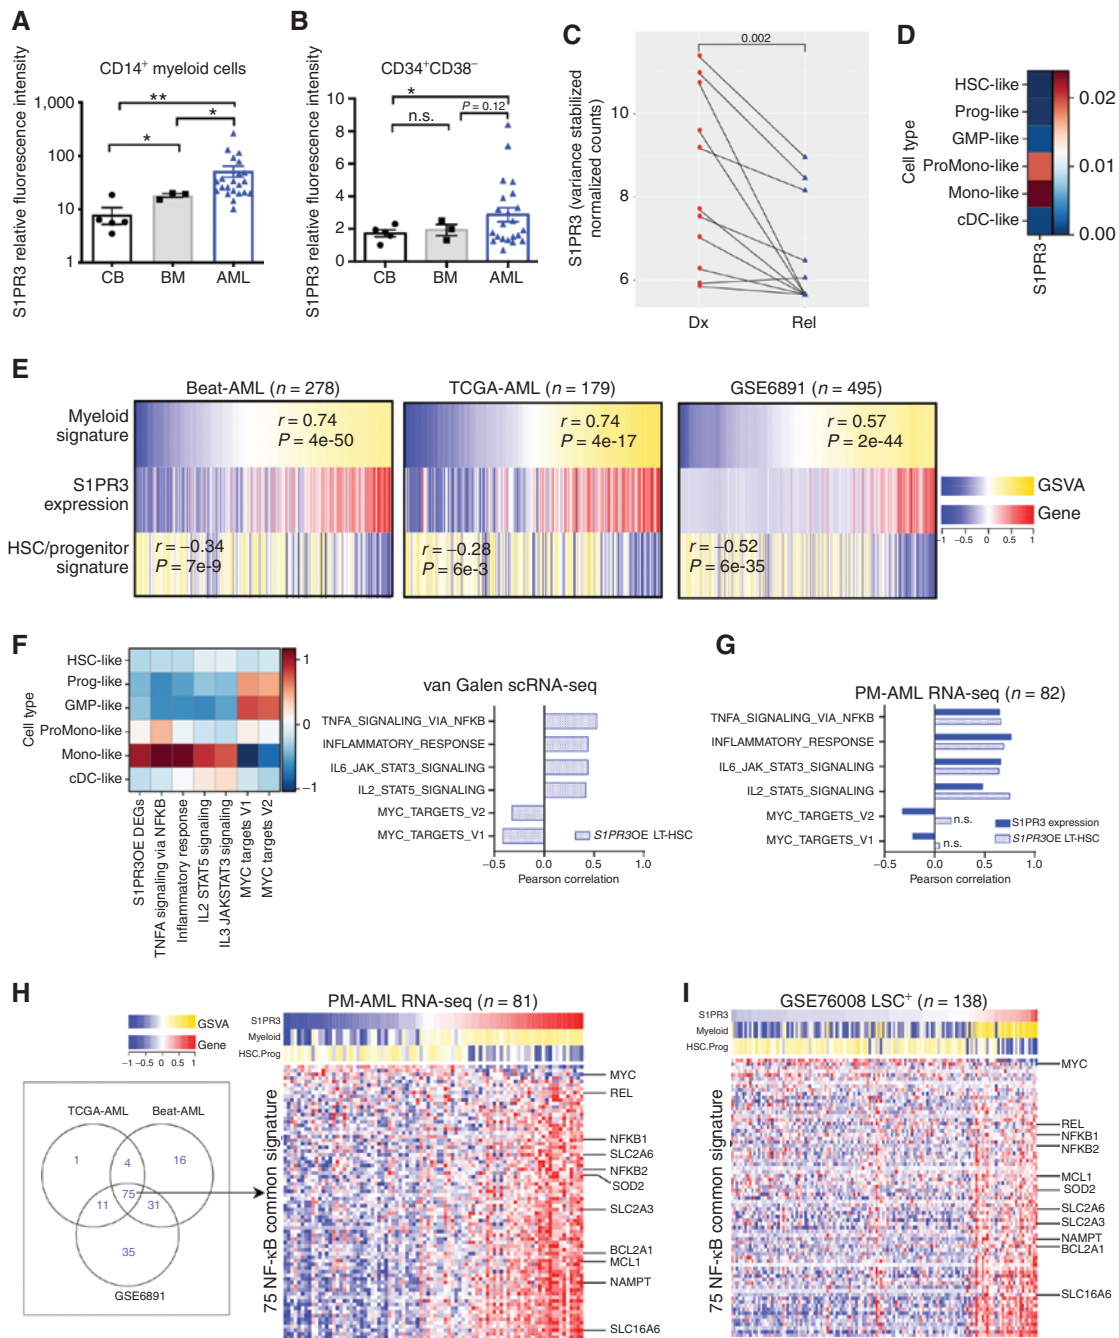 A
CD14+ myeloid cells
S1PR3 relative fluorescence intensity
1,000
100
10
1
**
*
*
CB
BM
AML
B
CD34+CD38−
S1PR3 relative fluorescence intensity
10
8
6
4
2
0
*
P = 0.12
n.s.
CB
BM
AML
C
0.002
S1PR3 (variance stabilized
normalized counts)
10
8
6
Dx
Rel
D
Cell type
HSC-like
Prog-like
GMP-like
ProMono-like
Mono-like
cDC-like
S1PR3
0.02
0.01
0.00
E
Beat-AML (n = 278)
TCGA-AML (n = 179)
GSE6891 (n = 495)
Myeloid
signature
r = 0.74
P = 4e-50
r = 0.74
P = 4e-17
r = 0.57
P = 2e-44
S1PR3
expression
HSC/progenitor
signature
r = −0.34
P = 7e-9
r = −0.28
P = 6e-3
r = −0.52
P = 6e-35
GSVA
Gene
−1 −0.5 0 0.5 1
F
Cell type
HSC-like
Prog-like
GMP-like
ProMono-like
Mono-like
cDC-like
S1PR3OE DEGs
TNFA signaling via NFKB
Inflammatory response
IL2 STAT5 signaling
IL3 JAKSTAT3 signaling
MYC targets V1
MYC targets V2
1
0
−1
van Galen scRNA-seq
TNFA_SIGNALING_VIA_NFKB
INFLAMMATORY_RESPONSE
IL6_JAK_STAT3_SIGNALING
IL2_STAT5_SIGNALING
MYC_TARGETS_V2
MYC_TARGETS_V1
S1PR3OE LT-HSC
−0.5 0.0 0.5 1.0
Pearson correlation
G
PM-AML RNA-seq (n = 82)
TNFA_SIGNALING_VIA_NFKB
INFLAMMATORY_RESPONSE
IL6_JAK_STAT3_SIGNALING
IL2_STAT5_SIGNALING
MYC_TARGETS_V2
MYC_TARGETS_V1
n.s.
n.s.
S1PR3 expression
S1PR3OE LT-HSC
−0.5 0.0 0.5 1.0
Pearson correlation
H
GSVA
Gene
−1 −0.5 0 0.5 1
TCGA-AML
Beat-AML
1
4
16
75
11
31
35
GSE6891
PM-AML RNA-seq (n = 81)
S1PR3
Myeloid
HSC.Prog
75 NF-κB common signature
MYC
REL
NFKB1
SLC2A6
NFKB2
SOD2
SLC2A3
BCL2A1
MCL1
NAMPT
SLC16A6
I
GSE76008 LSC+ (n = 138)
S1PR3
Myeloid
HSC.Prog
75 NF-κB common signature
MYC
REL
NFKB1
NFKB2
MCL1
SOD2
SLC2A6
SLC2A3
NAMPT
BCL2A1
SLC16A6